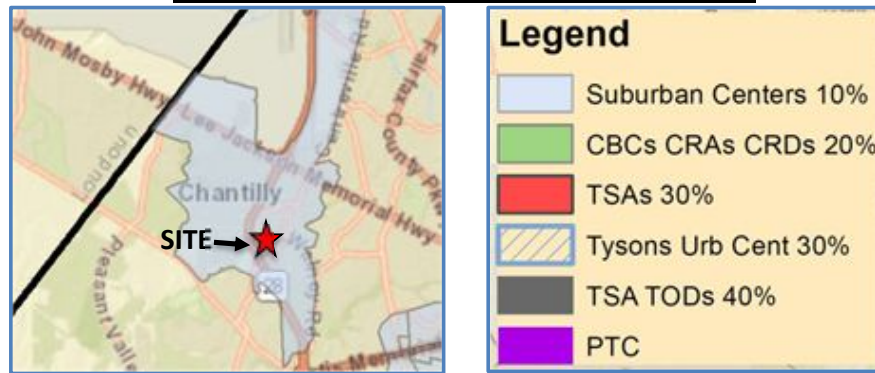 John Mosby Hwy
Lee Jackson Memorial Hwy
Fairfax County Pkwy
Loudoun
Chantilly
SITE
28
Pleasant Valle
Legend
Suburban Centers 10%
CBCs CRAs CRDs 20%
TSAs 30%
Tysons Urb Cent 30%
TSA TODs 40%
PTC